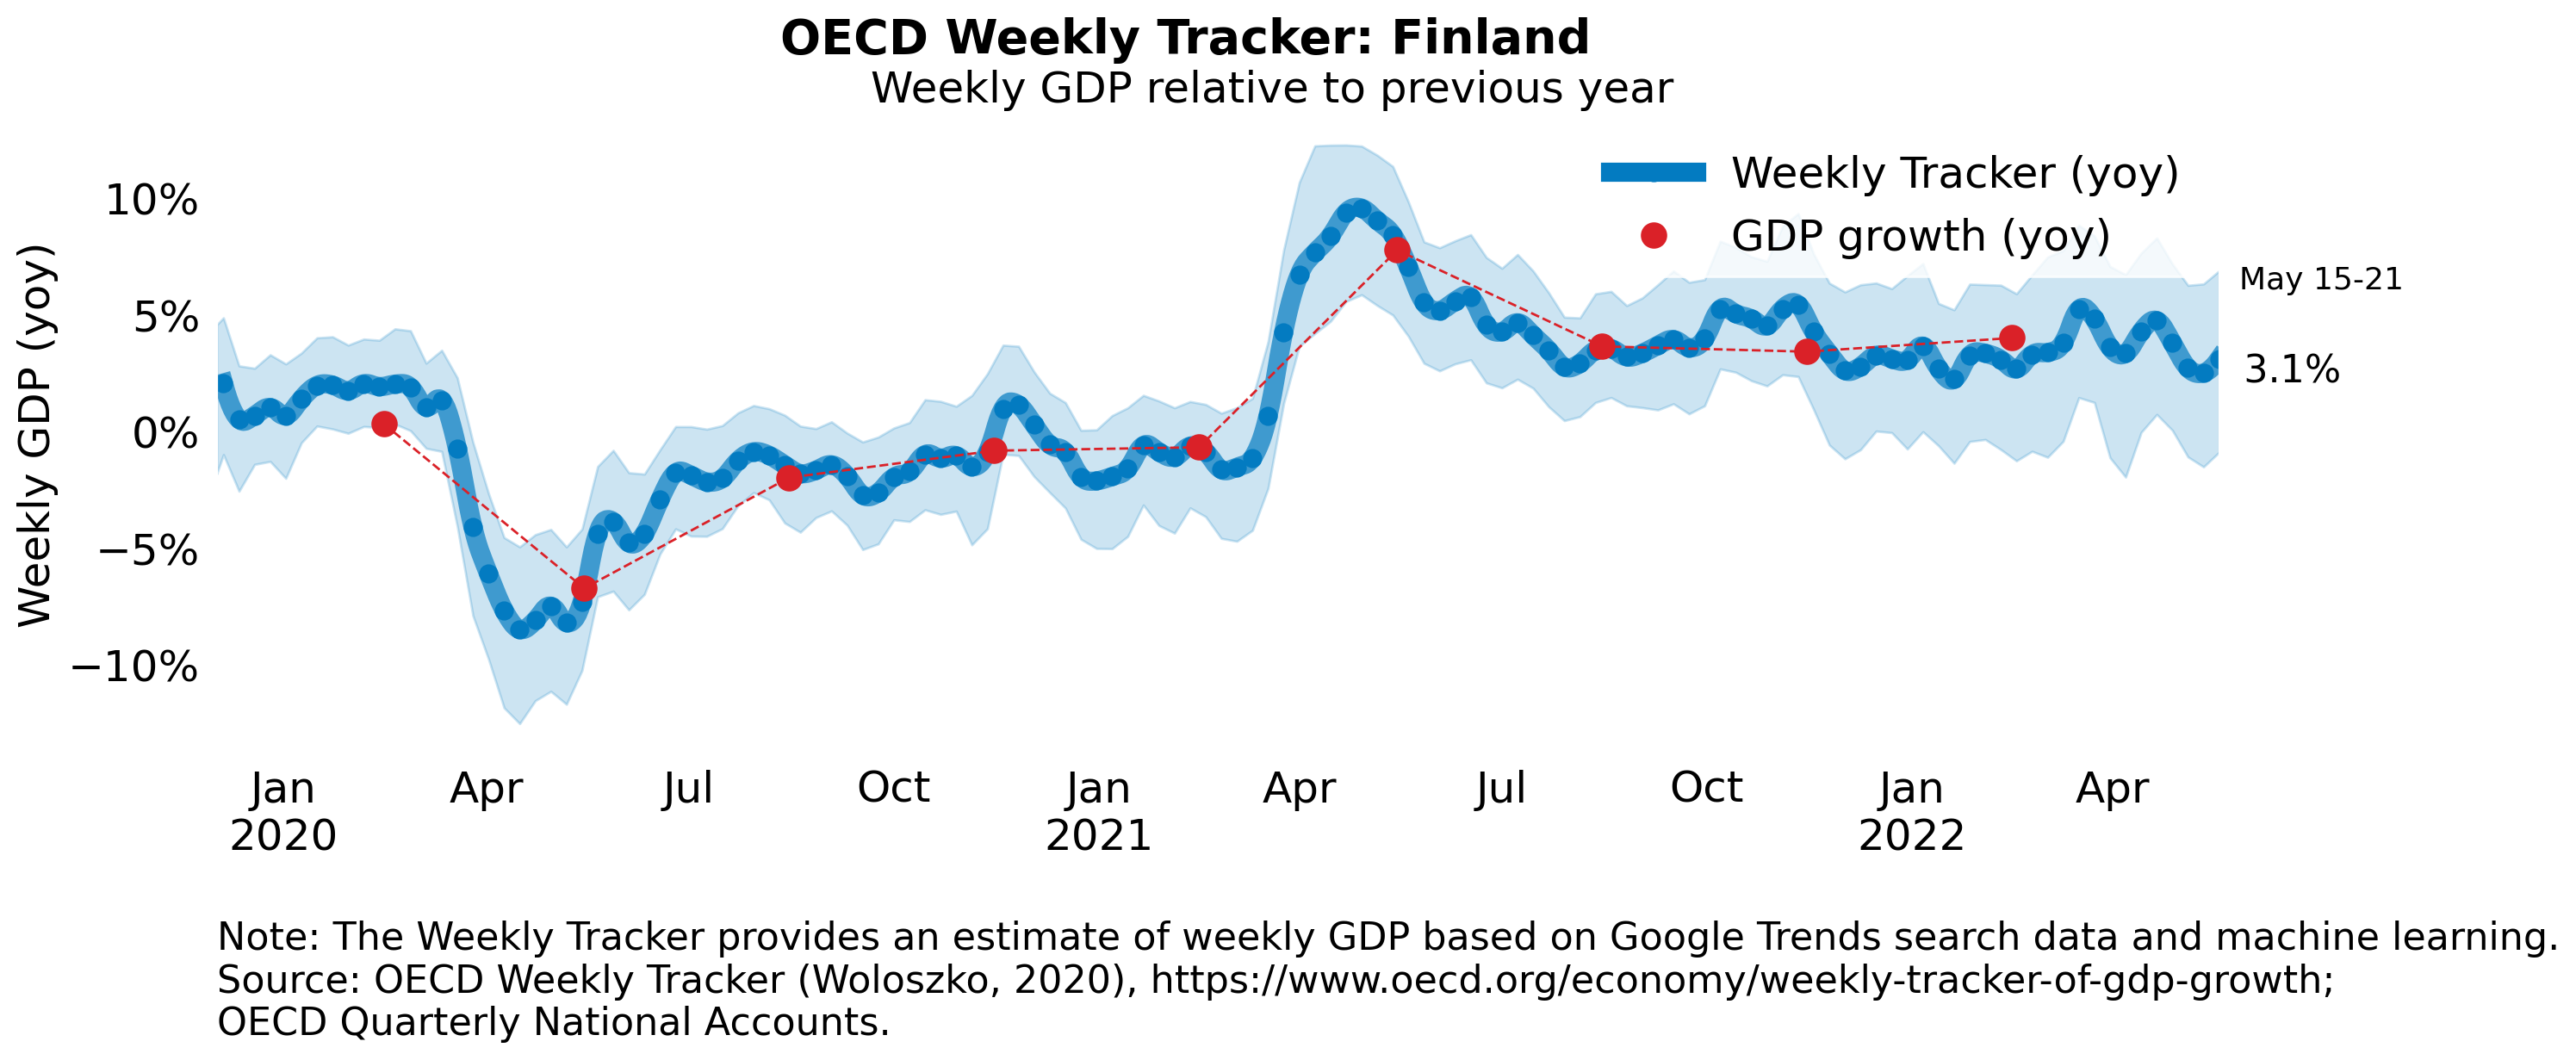 OECD Weekly Tracker: Finland
Weekly GDP relative to previous year
Weekly Tracker (yoy)
GDP growth (yoy)
Weekly GDP (yoy)
10%
5%
0%
−5%
−10%
May 15-21
3.1%
Jan Apr Jul Oct Jan Apr Jul Oct Jan Apr
2020 2021 2022
Note: The Weekly Tracker provides an estimate of weekly GDP based on Google Trends search data and machine learning.
Source: OECD Weekly Tracker (Woloszko, 2020), https://www.oecd.org/economy/weekly-tracker-of-gdp-growth;
OECD Quarterly National Accounts.